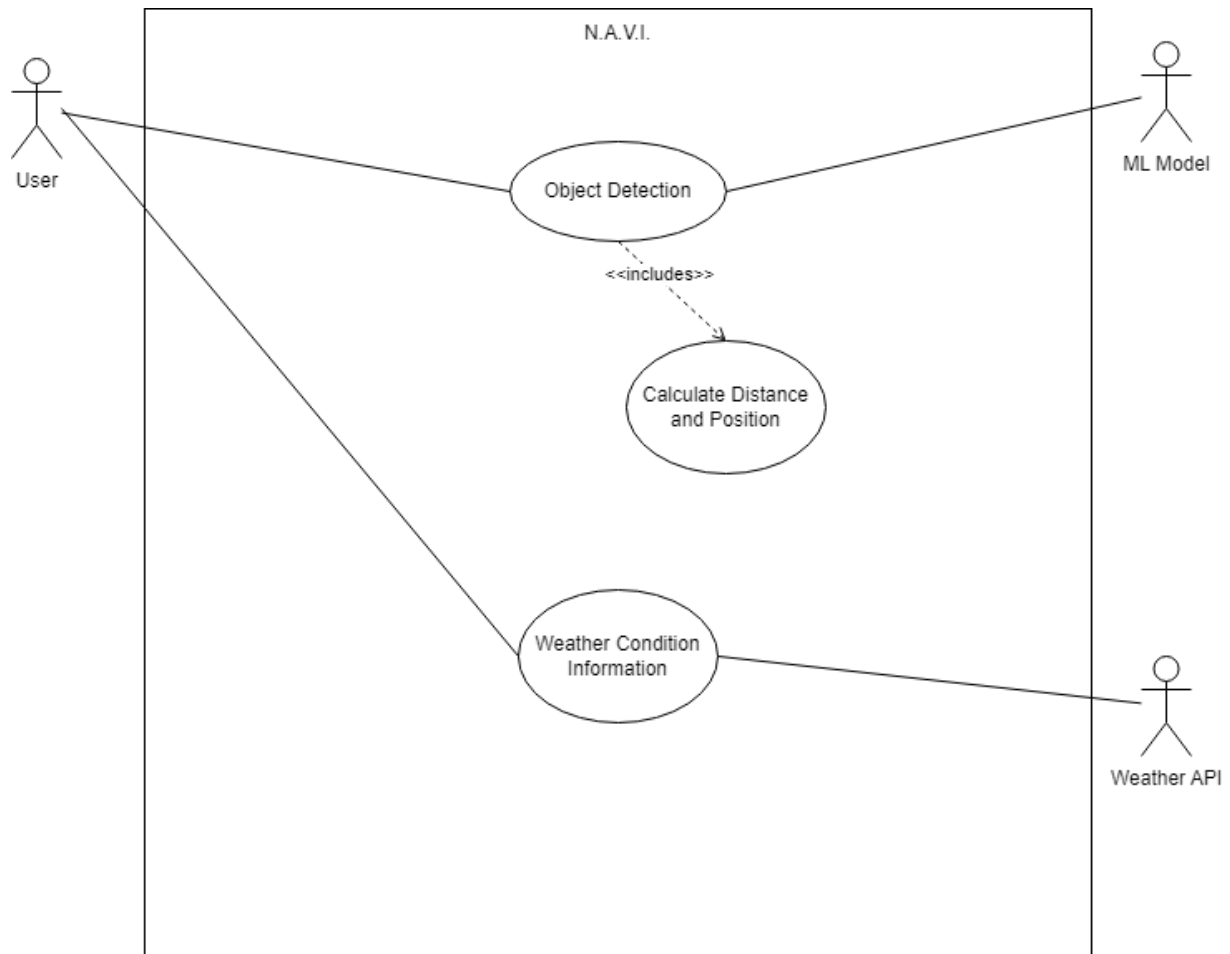 N.A.V.I.
User
ML Model
Object Detection
<<includes>>
Calculate Distance
and Position
Weather Condition
Information
Weather API